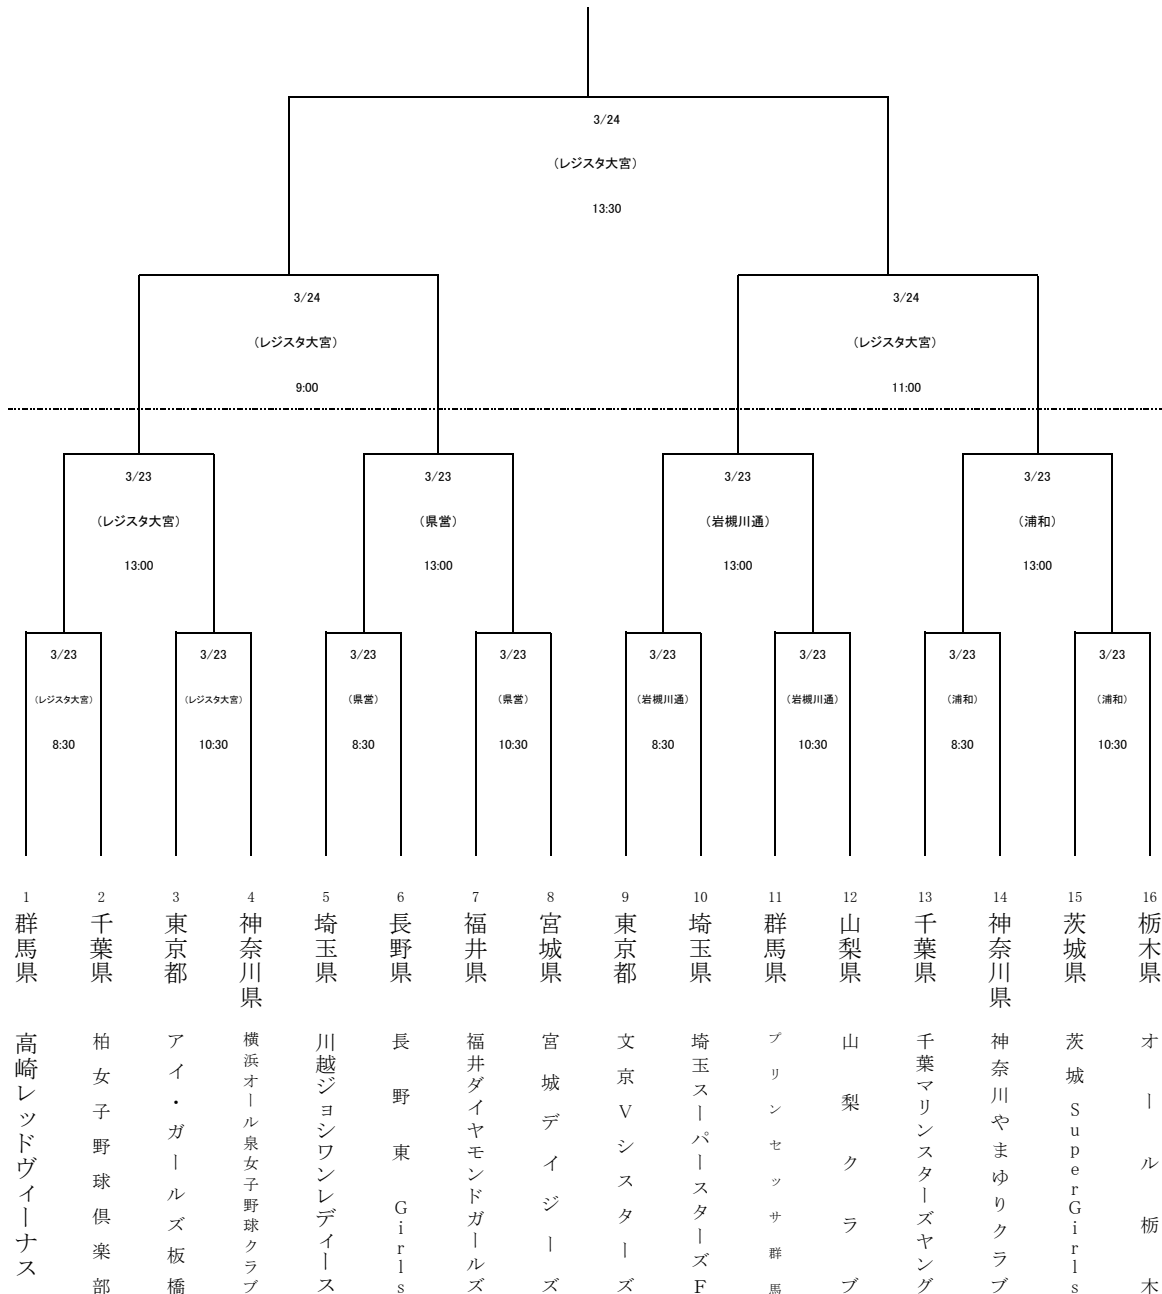 3/24
（レジスタ大宮）
13:30
3/24
（レジスタ大宮）
9:00
3/24
（レジスタ大宮）
11:00
3/23
（レジスタ大宮）
13:00
3/23
（県営）
13:00
3/23
（岩槻川通）
13:00
3/23
（浦和）
13:00
3/23
（レジスタ大宮）
8:30
3/23
（レジスタ大宮）
10:30
3/23
（県営）
8:30
3/23
（県営）
10:30
3/23
（岩槻川通）
8:30
3/23
（岩槻川通）
10:30
3/23
（浦和）
8:30
3/23
（浦和）
10:30
1
群馬県
高崎レッドヴィーナス
2
千葉県
柏女子野球倶楽部
3
東京都
アイ・ガールズ板橋
4
神奈川県
横浜オール泉女子野球クラブ
5
埼玉県
川越ジョシワンレディース
6
長野県
長野東Girls
7
福井県
福井ダイヤモンドガールズ
8
宮城県
宮城デイジーズ
9
東京都
文京Vシスターズ
10
埼玉県
埼玉スーパースターズF
11
群馬県
プリンセッサ群馬
12
山梨県
山梨クラブ
13
千葉県
千葉マリンスターズヤング
14
神奈川県
神奈川やまゆりクラブ
15
茨城県
茨城SuperGirls
16
栃木県
オール栃木